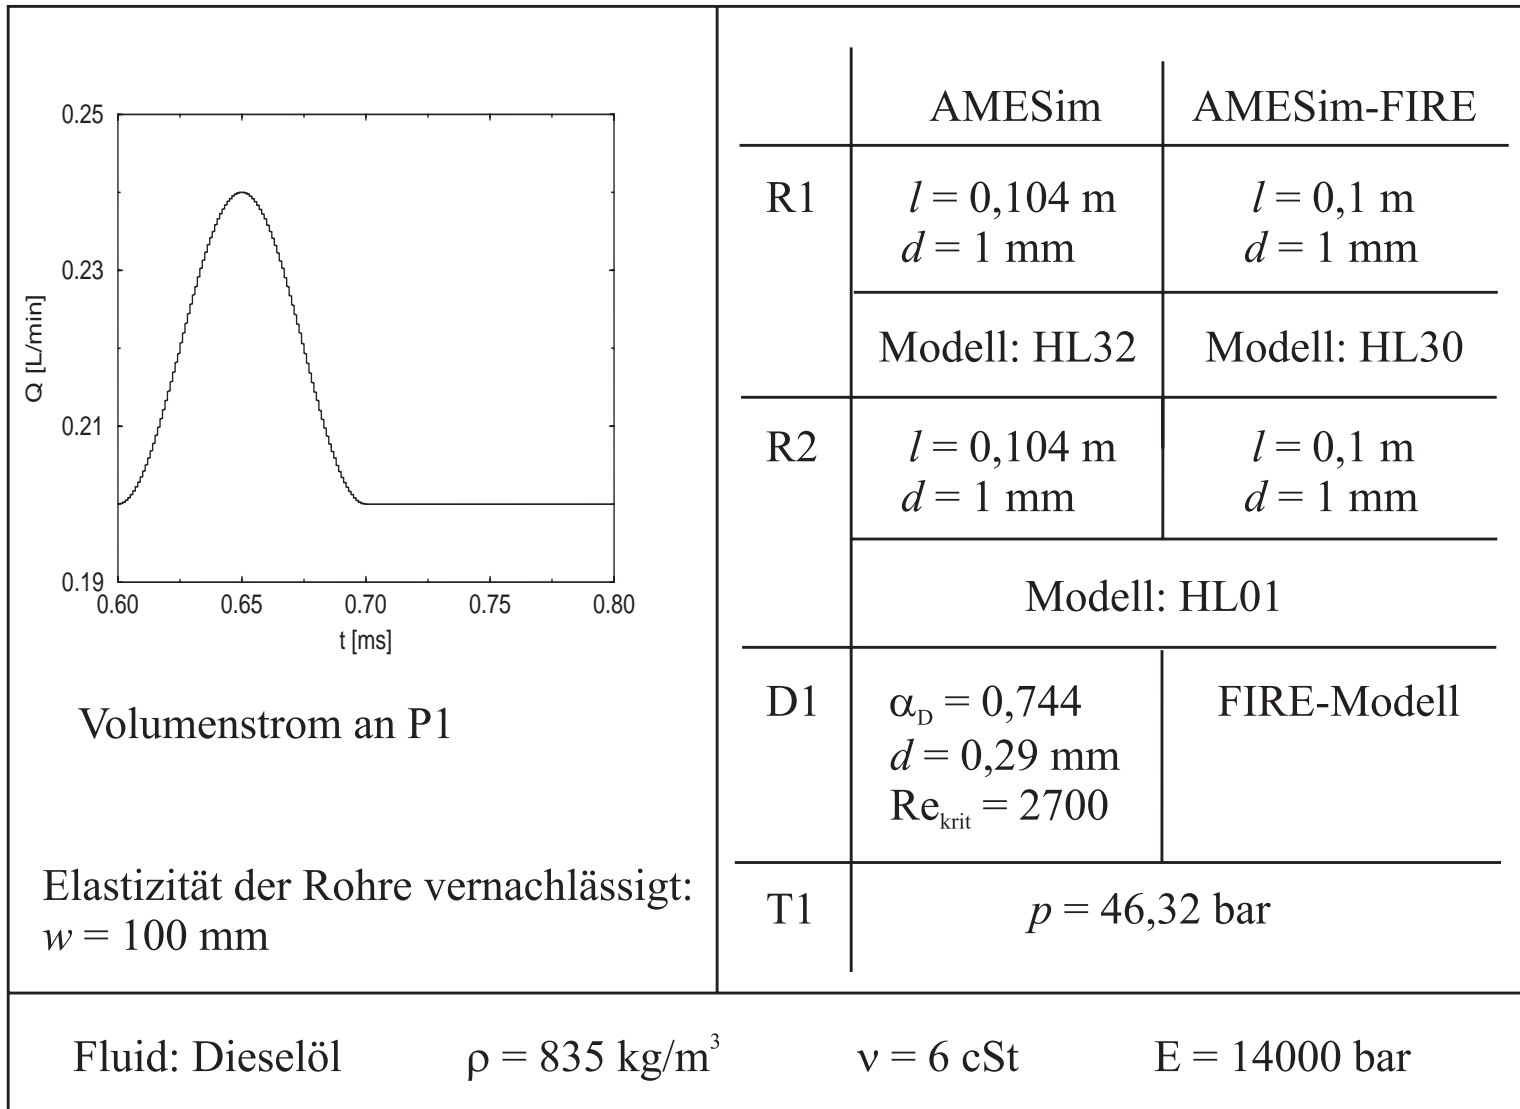 0.25
0.23
0.21
0.19
Q [L/min]
0.60 0.65 0.70 0.75 0.80
t [ms]
Volumenstrom an P1
Elastizität der Rohre vernachlässigt:
w = 100 mm
AMESim AMESim-FIRE
R1 l = 0,104 m l = 0,1 m
d = 1 mm d = 1 mm
Modell: HL32 Modell: HL30
R2 l = 0,104 m l = 0,1 m
d = 1 mm d = 1 mm
Modell: HL01
D1 α_D = 0,744 FIRE-Modell
d = 0,29 mm
Re_krit = 2700
T1 p = 46,32 bar
Fluid: Dieselöl ρ = 835 kg/m³ ν = 6 cSt E = 14000 bar